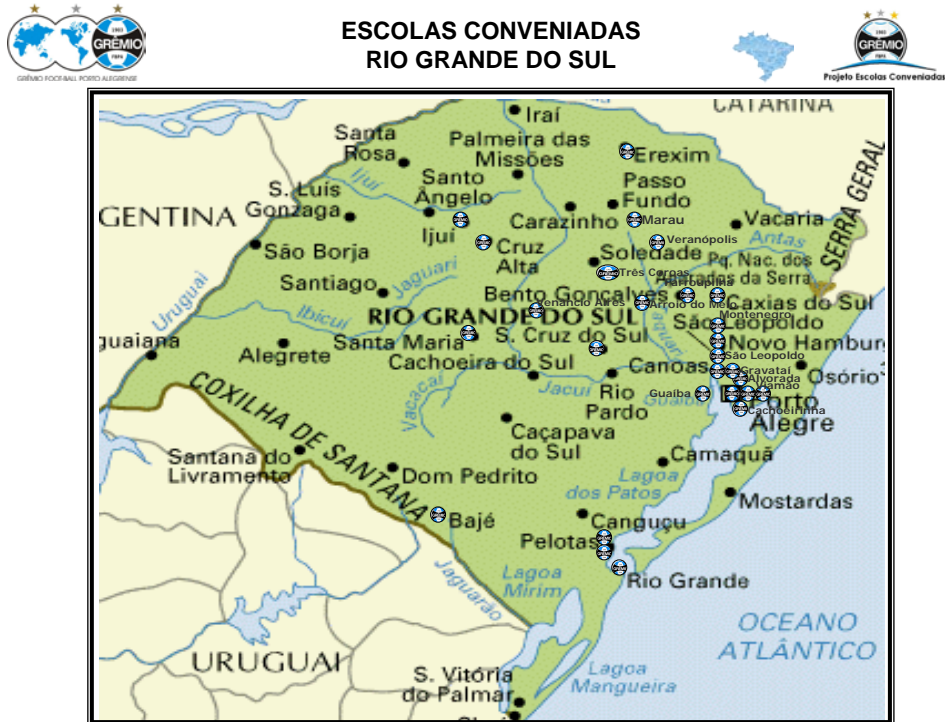 ESCOLAS CONVENIADAS
RIO GRANDE DO SUL
1903
GRÊMIO
FBPA
GRÊMIO FOOT-BALL PORTO ALEGRENSE
GRÊMIO
Projeto Escolas Conveniadas
CATARINA
Iraí
Santa
Rosa
Palmeira das
Missões
Erexim
SERRA GERAL
Ijuí
Santo
Ângelo
Passo
Fundo
S. Luís
Gonzaga
GENTINA
Carazinho
Marau
Vacaria
Ijuí
Veranópolis
Antas
São Borja
Cruz
Alta
Soledade
Pq. Nac. dos
Aparados da Serra
Três Coroas
Farroupilha
Santiago
Jaguari
Bento Gonçalves
Uruguai
Venâncio Aires
Arroio do Meio
Caxias do Sul
Ibicuí
RIO GRANDE DO SUL
Montenegro
São Leopoldo
guaiana
Santa Maria
S. Cruz do Sul
Novo Hambur
Alegrete
Cachoeira do Sul
São Leopoldo
Canoas
Gravataí
Osório
Alvorada
COXILHA DE SANTANA
Vacacaí
Jacuí
Rio
Pardo
Guaíba
Guaíba
Porto
Alegre
Cachoeirinha
Caçapava
do Sul
Santana do
Livramento
Dom Pedrito
Camaquã
Lagoa
dos Patos
Mostardas
Bajé
Canguçu
Pelotas
Jaguarão
Lagoa
Mirim
Rio Grande
OCEANO
ATLÂNTICO
URUGUAI
S. Vitória
do Palmar
Lagoa
Mangueira